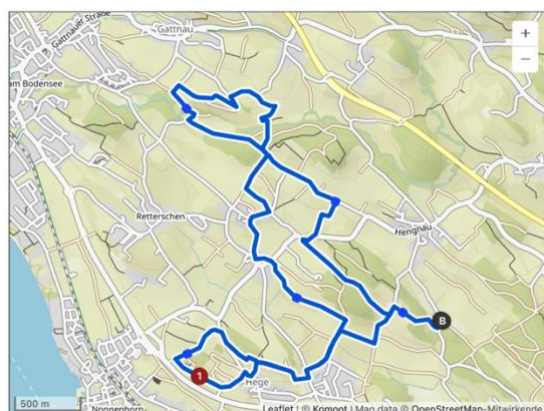 Gattnauer Straße
Gattnau
am Bodensee
+
−
Retterschen
Hengnau
B
1
Hege
500 m
Nonnenhorn
Leaflet | © Komoot | Map data © OpenStreetMap-Mitwirkende